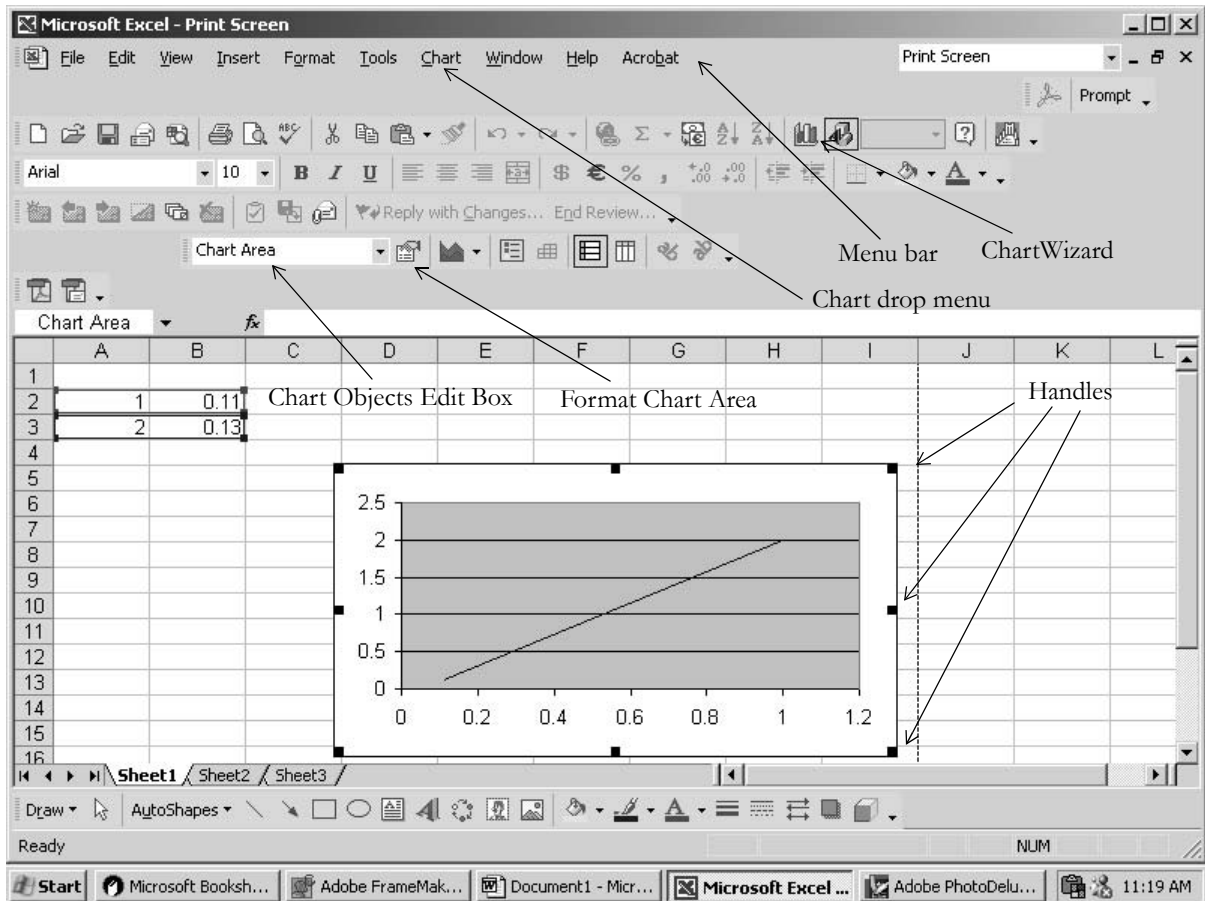 Microsoft Excel - Print Screen
File Edit View Insert Format Tools Chart Window Help Acrobat Print Screen
Prompt
ABC Σ A Z Z A ?
Arial 10 B I U $ € % , +.0 .00 .00 +.0 A
Reply with Changes... End Review...
Chart Area
Menu bar ChartWizard
Chart drop menu
Chart Area fx
A B C D E F G H I J K L
1
2 1 0.11
Chart Objects Edit Box Format Chart Area Handles
3 2 0.13
4
5
6
7
8
9
10
11
12
13
14
15
16
2.5
2
1.5
1
0.5
0
0 0.2 0.4 0.6 0.8 1 1.2
Sheet1 Sheet2 Sheet3
Draw AutoShapes A A
Ready NUM
Start Microsoft Booksh... Adobe FrameMak... Document1 - Micr... Microsoft Excel ... Adobe PhotoDelu... 11:19 AM